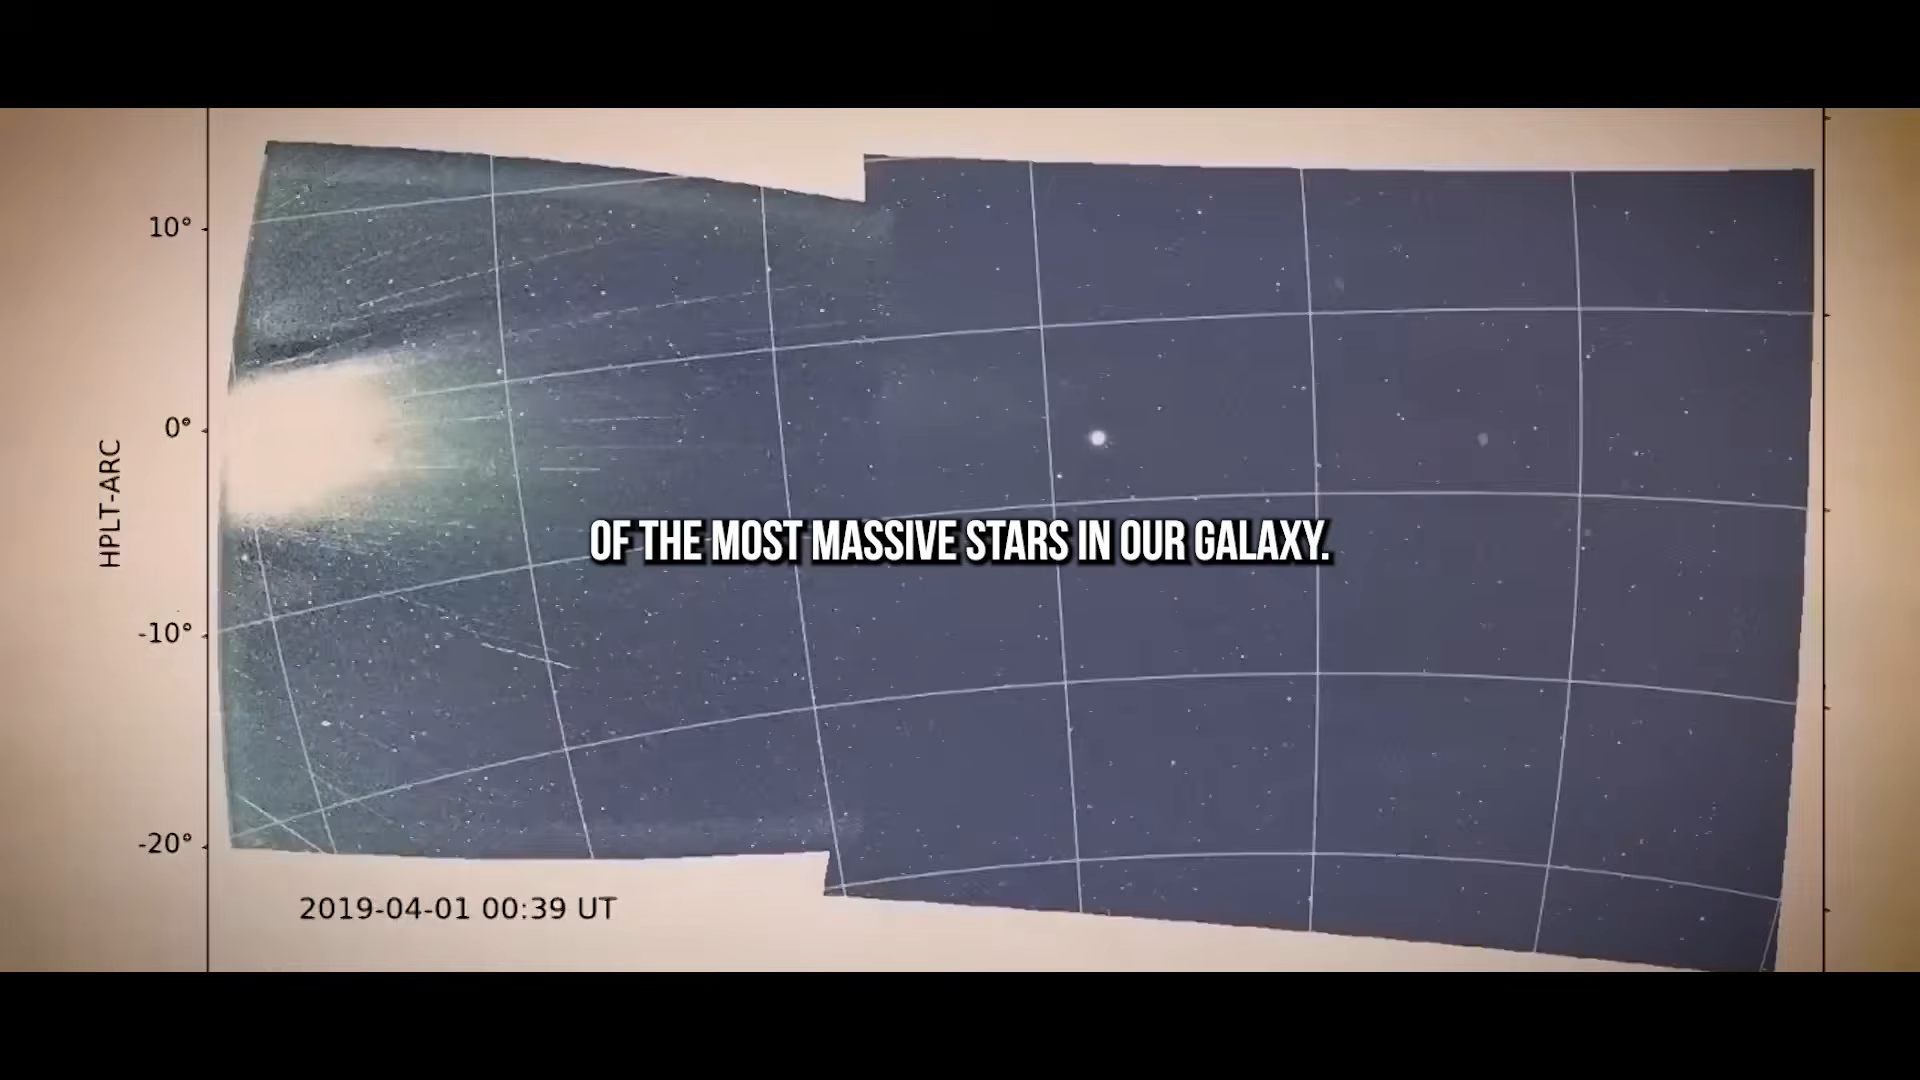 10°
0°
HPLT-ARC
OF THE MOST MASSIVE STARS IN OUR GALAXY.
-10°
-20°
2019-04-01 00:39 UT